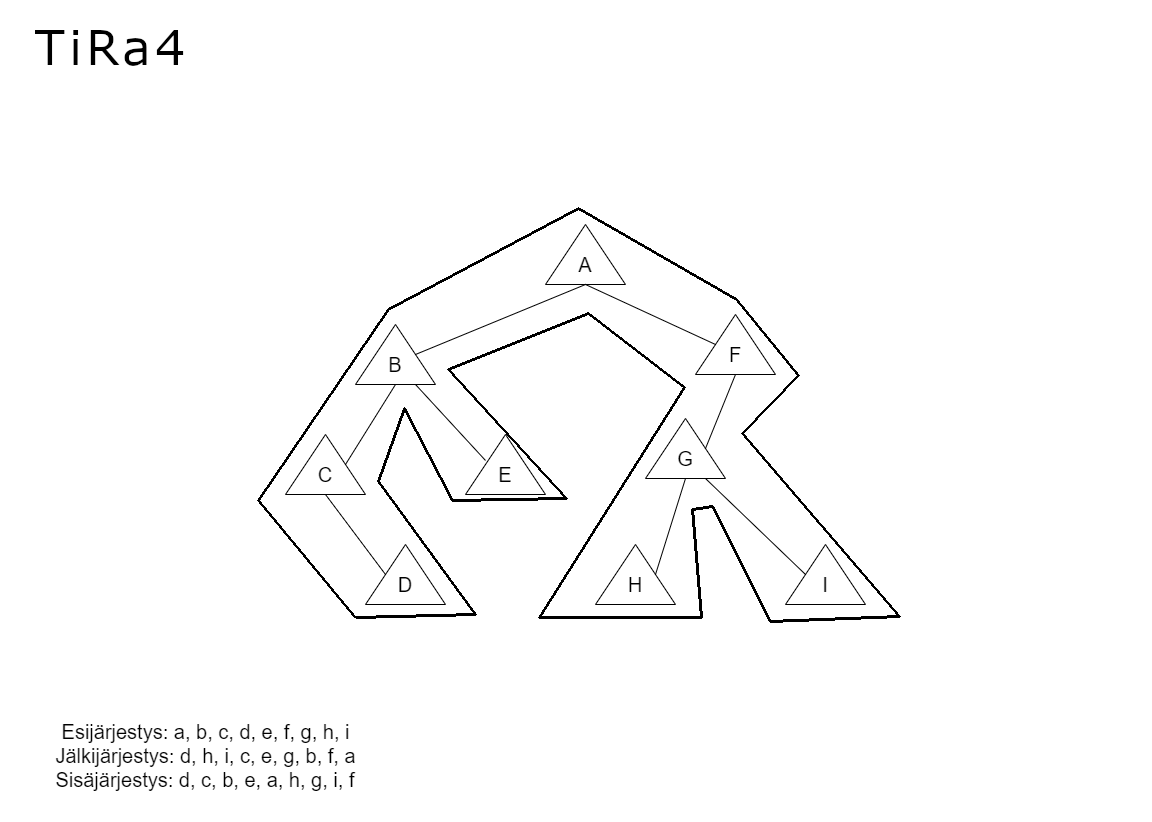 TiRa4
A
F
B
G
C
E
D
H
I
Esijärjestys: a, b, c, d, e, f, g, h, i
Jälkijärjestys: d, h, i, c, e, g, b, f, a
Sisäjärjestys: d, c, b, e, a, h, g, i, f